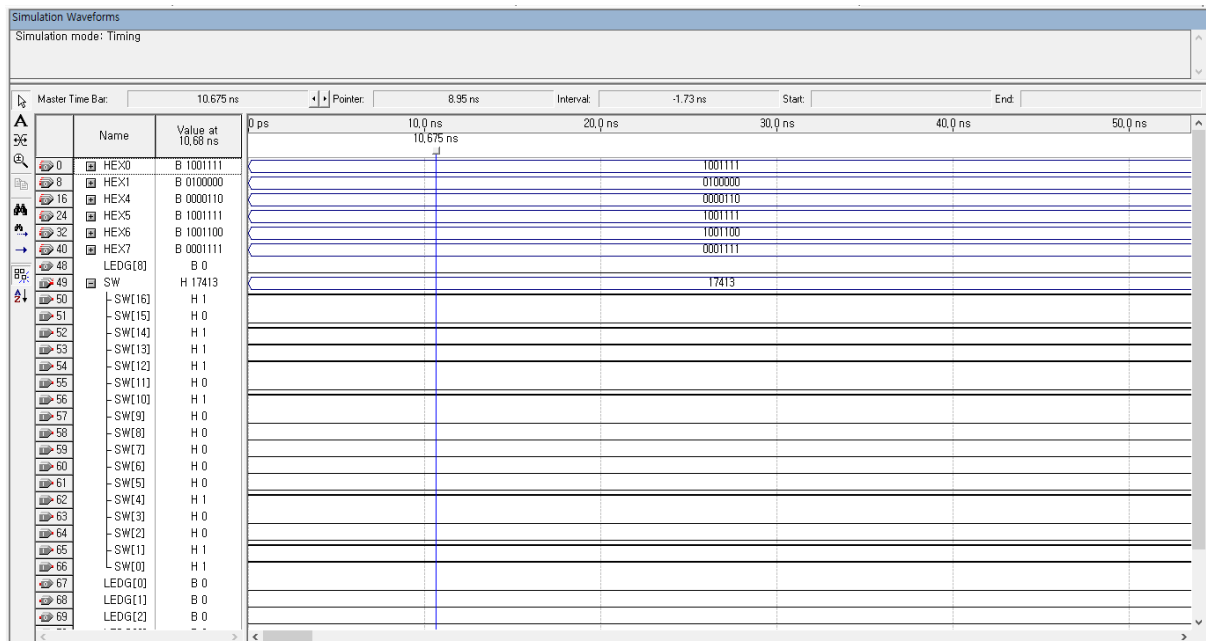 Simulation Waveforms
Simulation mode: Timing
Master Time Bar: 10.675 ns Pointer: 8.95 ns Interval: -1.73 ns Start: End:
Name Value at 10.68 ns 0 ps 10.0 ns 20.0 ns 30.0 ns 40.0 ns 50.0 ns
10.675 ns
0 HEX0 B 1001111 1001111
8 HEX1 B 0100000 0100000
16 HEX4 B 0000110 0000110
24 HEX5 B 1001111 1001111
32 HEX6 B 1001100 1001100
40 HEX7 B 0001111 0001111
48 LEDG[8] B 0
49 SW H 17413 17413
50 SW[16] H 1
51 SW[15] H 0
52 SW[14] H 1
53 SW[13] H 1
54 SW[12] H 1
55 SW[11] H 0
56 SW[10] H 1
57 SW[9] H 0
58 SW[8] H 0
59 SW[7] H 0
60 SW[6] H 0
61 SW[5] H 0
62 SW[4] H 1
63 SW[3] H 0
64 SW[2] H 0
65 SW[1] H 1
66 SW[0] H 1
67 LEDG[0] B 0
68 LEDG[1] B 0
69 LEDG[2] B 0